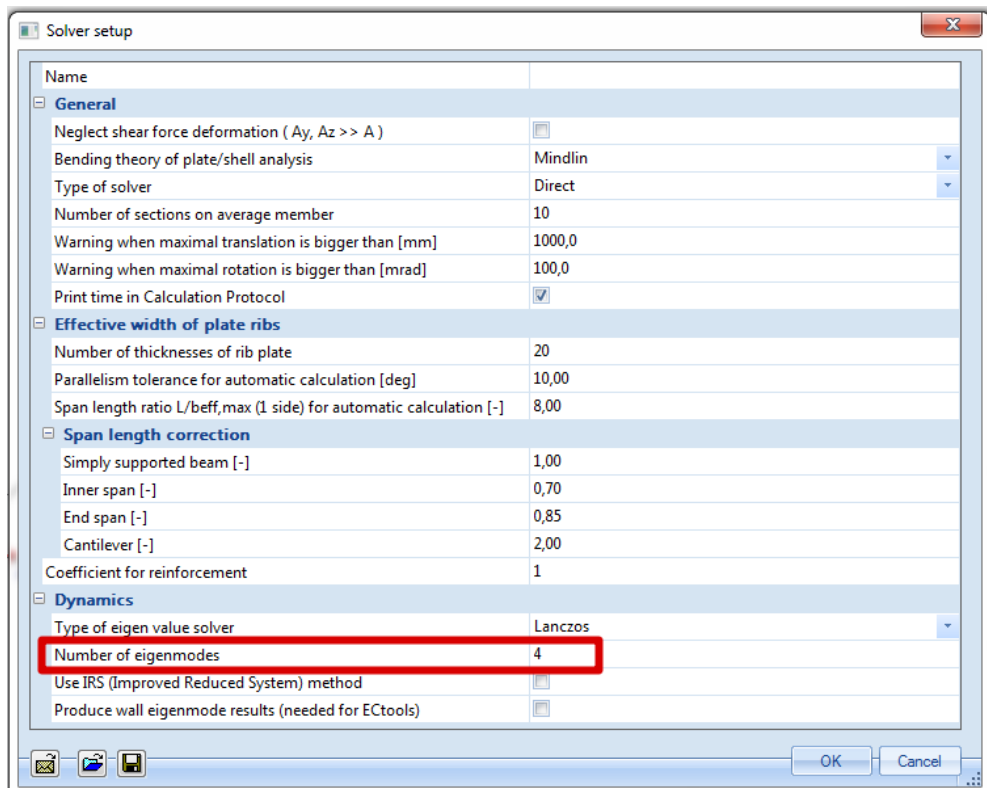 Solver setup
Name
General
Neglect shear force deformation ( Ay, Az >> A )
Bending theory of plate/shell analysis Mindlin
Type of solver Direct
Number of sections on average member 10
Warning when maximal translation is bigger than [mm] 1000,0
Warning when maximal rotation is bigger than [mrad] 100,0
Print time in Calculation Protocol
Effective width of plate ribs
Number of thicknesses of rib plate 20
Parallelism tolerance for automatic calculation [deg] 10,00
Span length ratio L/beff,max (1 side) for automatic calculation [-] 8,00
Span length correction
Simply supported beam [-] 1,00
Inner span [-] 0,70
End span [-] 0,85
Cantilever [-] 2,00
Coefficient for reinforcement 1
Dynamics
Type of eigen value solver Lanczos
Number of eigenmodes 4
Use IRS (Improved Reduced System) method
Produce wall eigenmode results (needed for ECtools)
OK Cancel